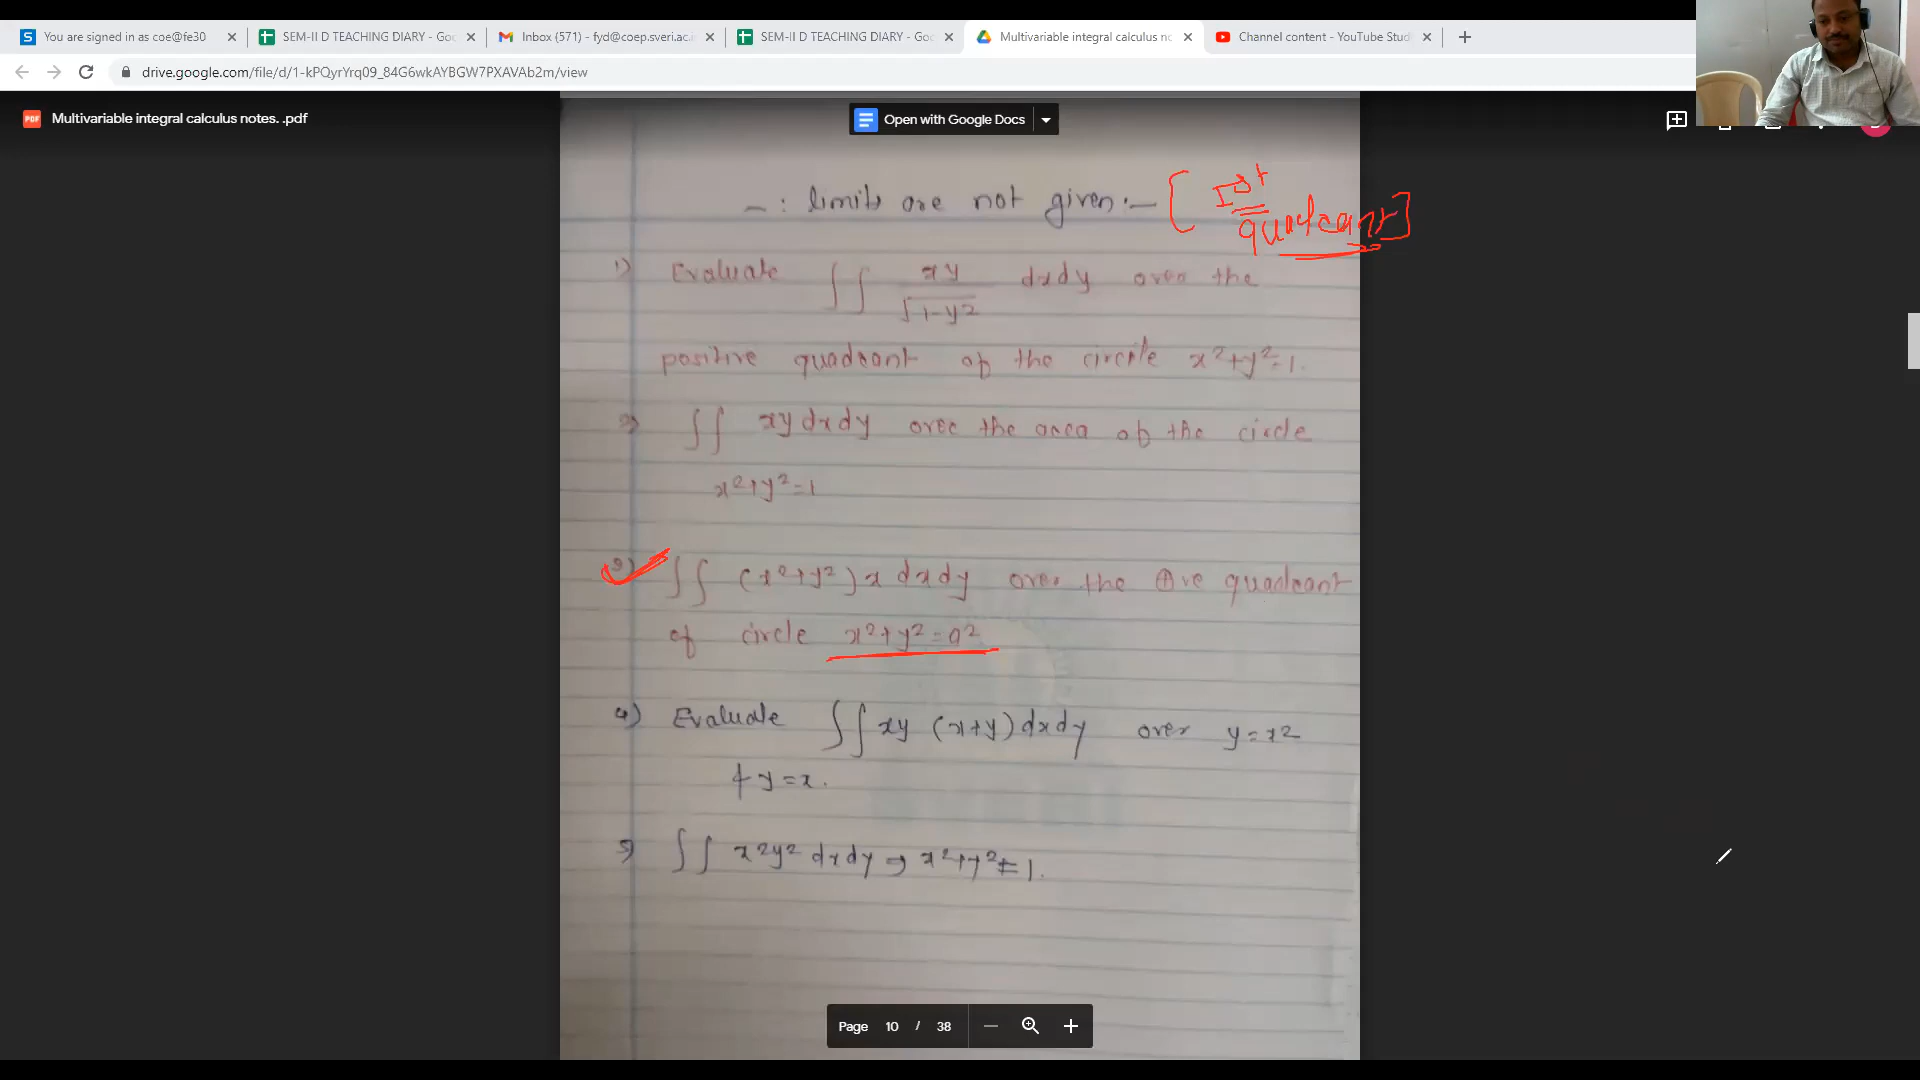 You are signed in as coe@fe30
SEM-II D TEACHING DIARY - Goo
Inbox (571) - fyd@coep.sveri.ac.i
SEM-II D TEACHING DIARY - Goo
Multivariable integral calculus no
Channel content - YouTube Studi
drive.google.com/file/d/1-kPQyrYrq09_84G6wkAYBGW7PXAVAb2m/view
PDF Multivariable integral calculus notes. .pdf
Open with Google Docs
- : limits are not given :- [ Ist quadrant ]
1) Evaluate ∫∫ xy/√1-y² dxdy over the
positive quadrant of the circle x²+y²=1.
2) ∫∫ xy dxdy over the area of the circle
x²+y²=1
3) ∫∫ (x²+y²)x dxdy over the ⊕ve quadrant
of circle x²+y²=a²
4) Evaluate ∫∫ xy (x+y) dxdy over y=x²
& y=x.
5) ∫∫ x²y² dxdy → x²+y²=1.
Page 10 / 38